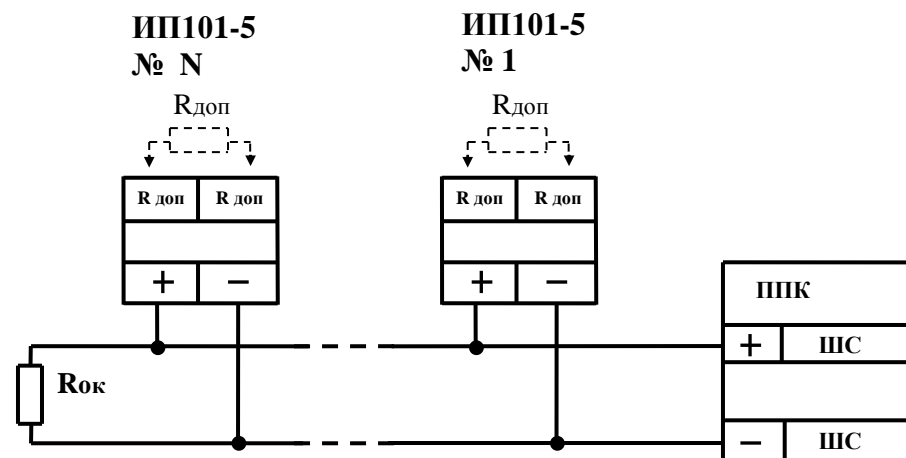 ИП101-5
№ N
Rдоп
R доп R доп
+ −
ИП101-5
№ 1
Rдоп
R доп R доп
+ −
ППК
+ ШС
− ШС
Rок